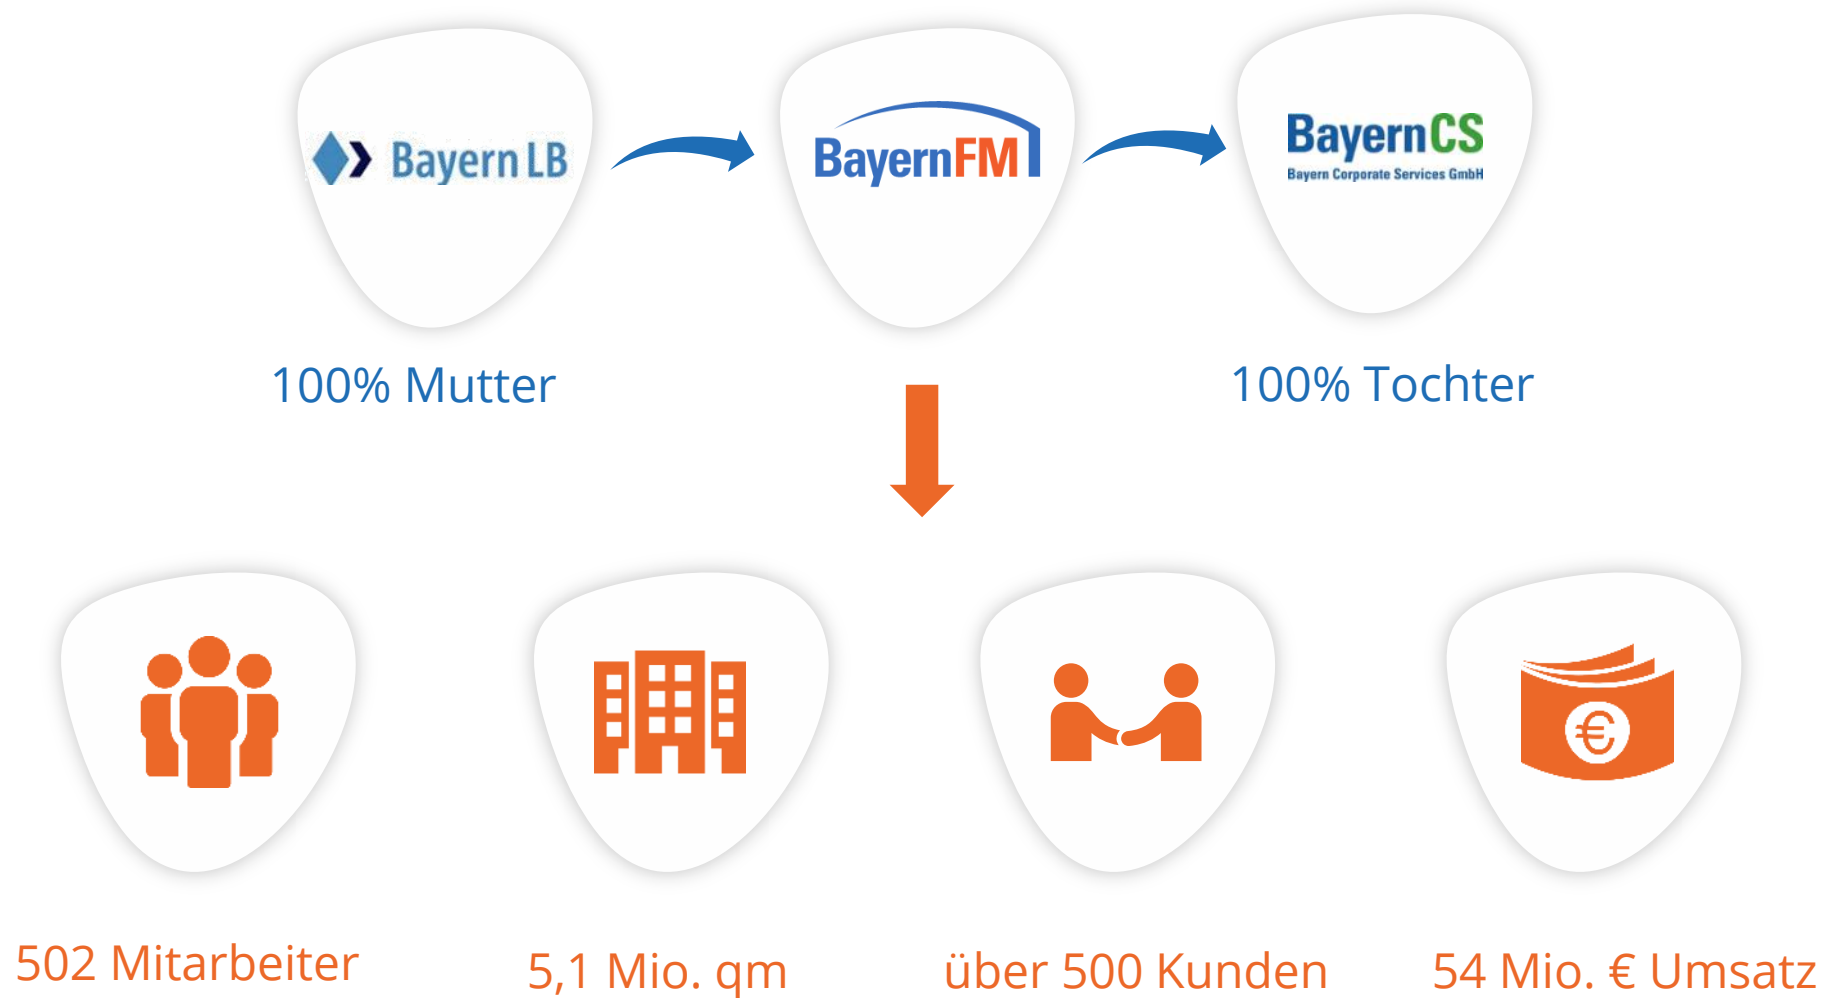 Bayern LB
BayernFM
BayernCS
Bayern Corporate Services GmbH
100% Mutter
100% Tochter
€
502 Mitarbeiter
5,1 Mio. qm
über 500 Kunden
54 Mio. € Umsatz